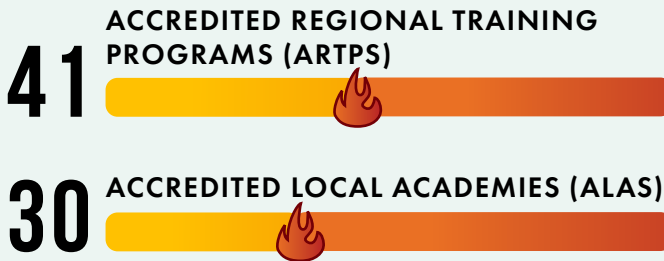 ACCREDITED REGIONAL TRAINING
PROGRAMS (ARTPS)
41
ACCREDITED LOCAL ACADEMIES (ALAS)
30